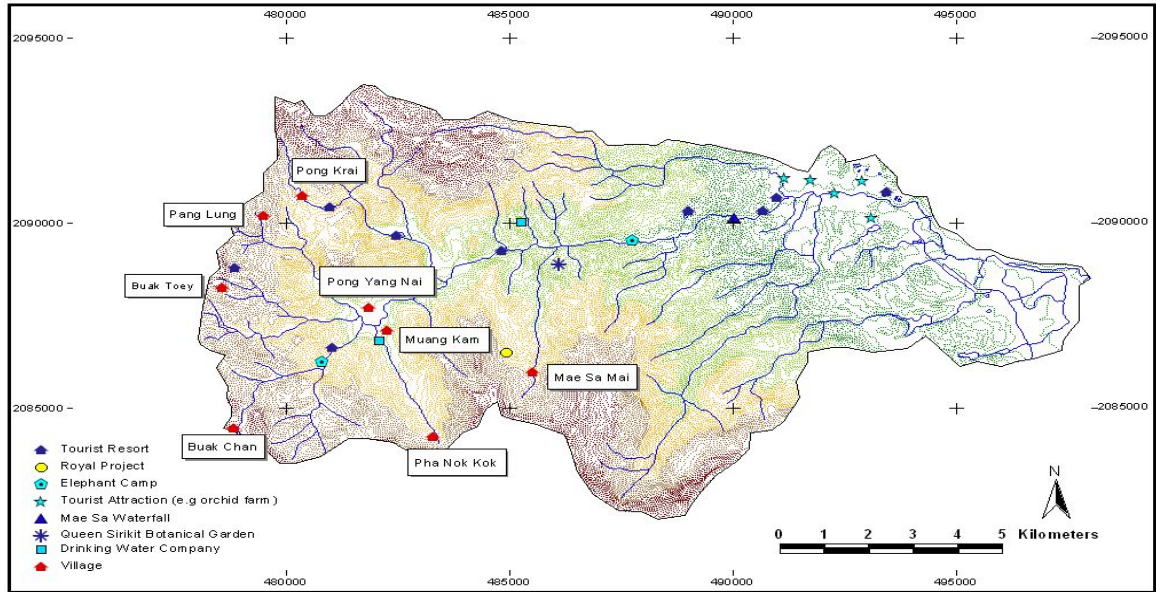 480000 485000 490000 495000
2095000 2095000
Pong Krai
Pang Lung
2090000 2090000
Pong Yang Nai
Buak Toey
Muang Kam
Mae Sa Mai
2085000 2085000
Buak Chan
Pha Nok Kok
Tourist Resort
Royal Project
Elephant Camp
Tourist Attraction (e.g orchid farm)
Mae Sa Waterfall
Queen Sirikit Botanical Garden
Drinking Water Company
Village
N
0 1 2 3 4 5 Kilometers
480000 485000 490000 495000